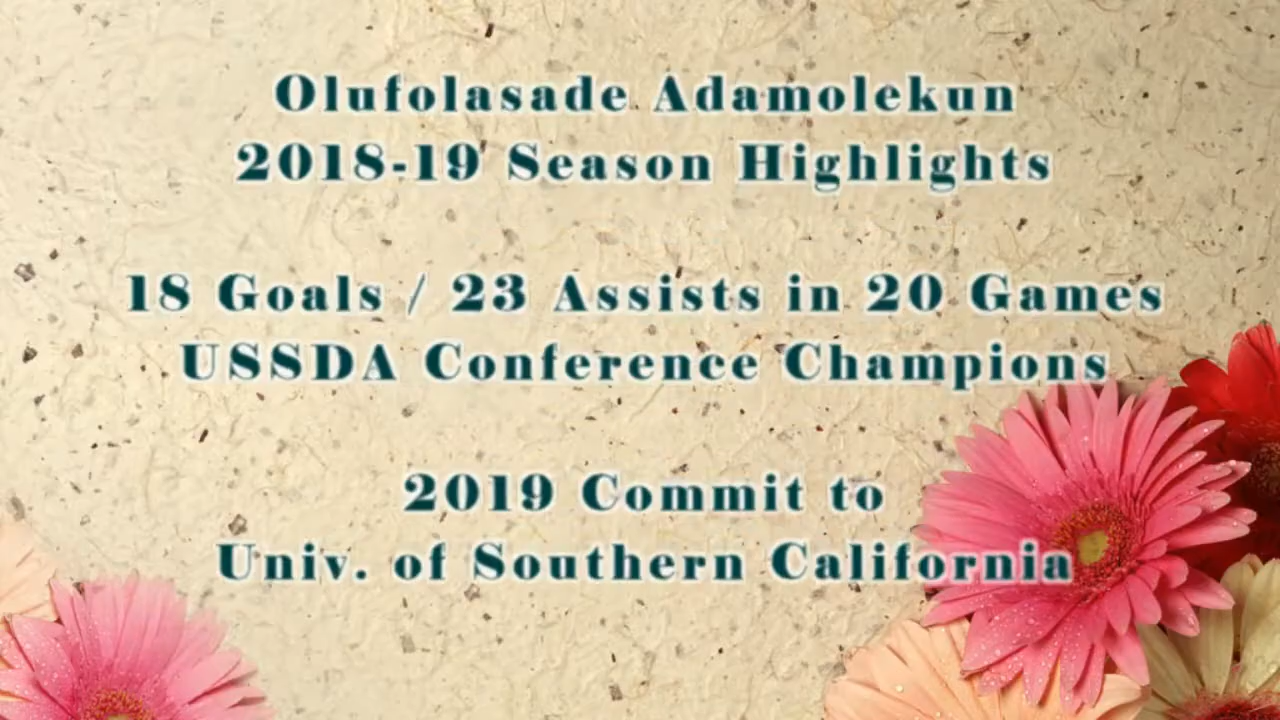 Olufolasade Adamolekun
2018-19 Season Highlights
18 Goals / 23 Assists in 20 Games
USSDA Conference Champions
2019 Commit to
Univ. of Southern California